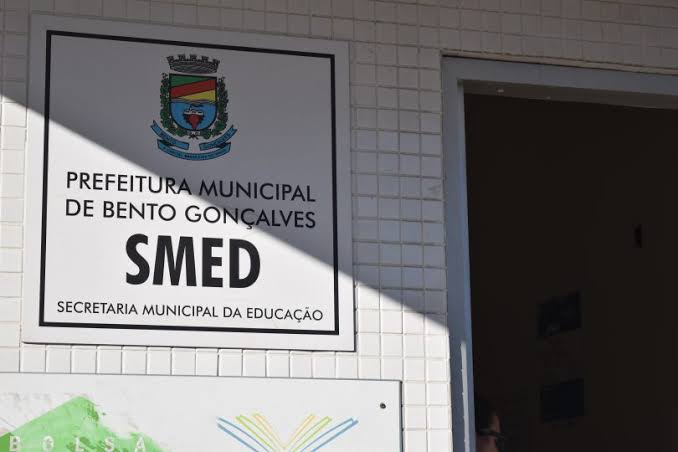 PREFEITURA MUNICIPAL
DE BENTO GONÇALVES
SMED
SECRETARIA MUNICIPAL DA EDUCAÇÃO
BOLSA